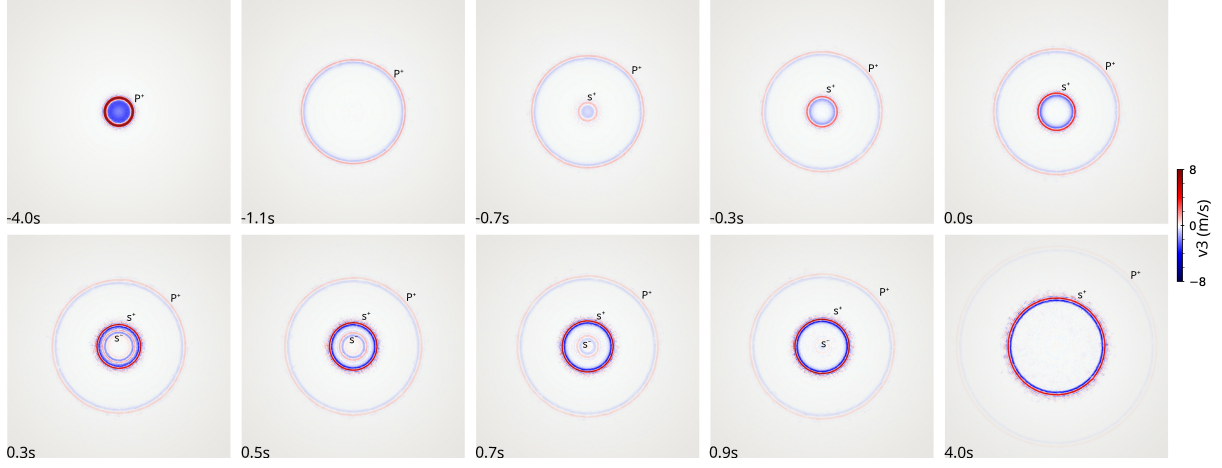 P⁺
-4.0s
P⁺
-1.1s
P⁺
s⁺
-0.7s
P⁺
s⁺
-0.3s
P⁺
s⁺
0.0s
8
0
−8
v3 (m/s)
P⁺
s⁺
s⁻
0.3s
P⁺
s⁺
s⁻
0.5s
P⁺
s⁺
s⁻
0.7s
P⁺
s⁺
s⁻
0.9s
P⁺
s⁺
4.0s